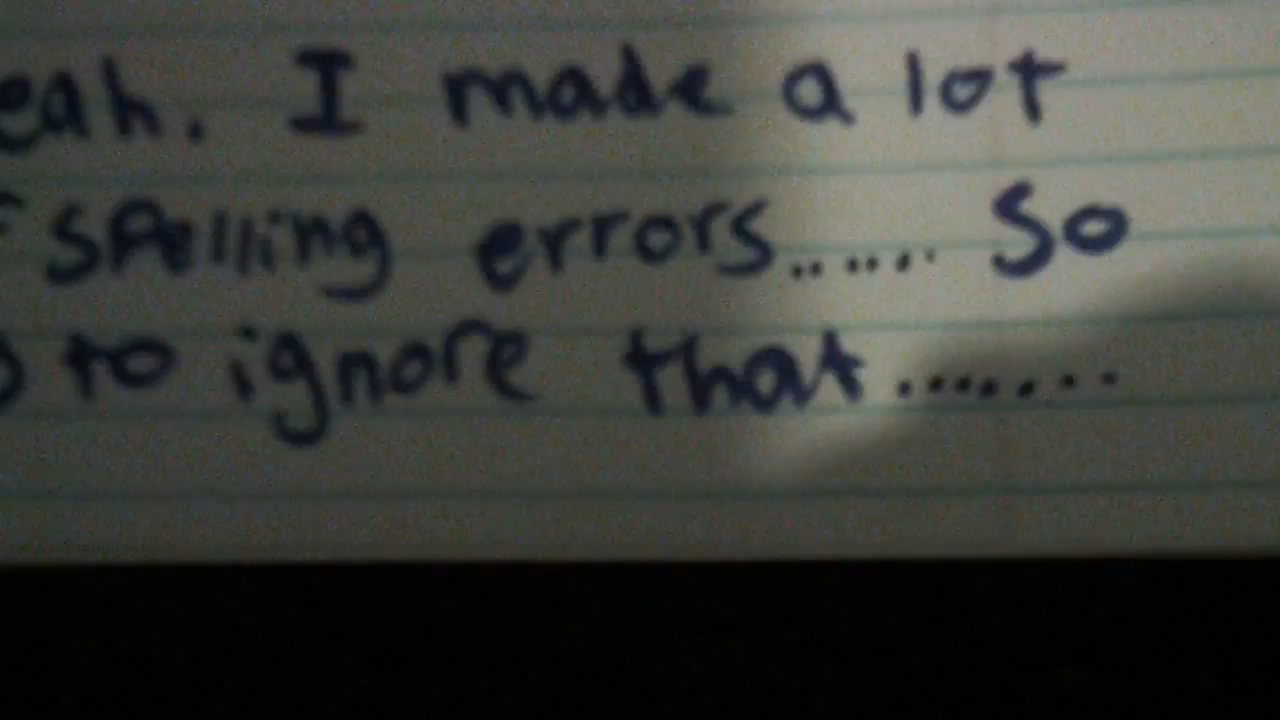 eah. I made a lot
f spelling errors...... So
to ignore that.......